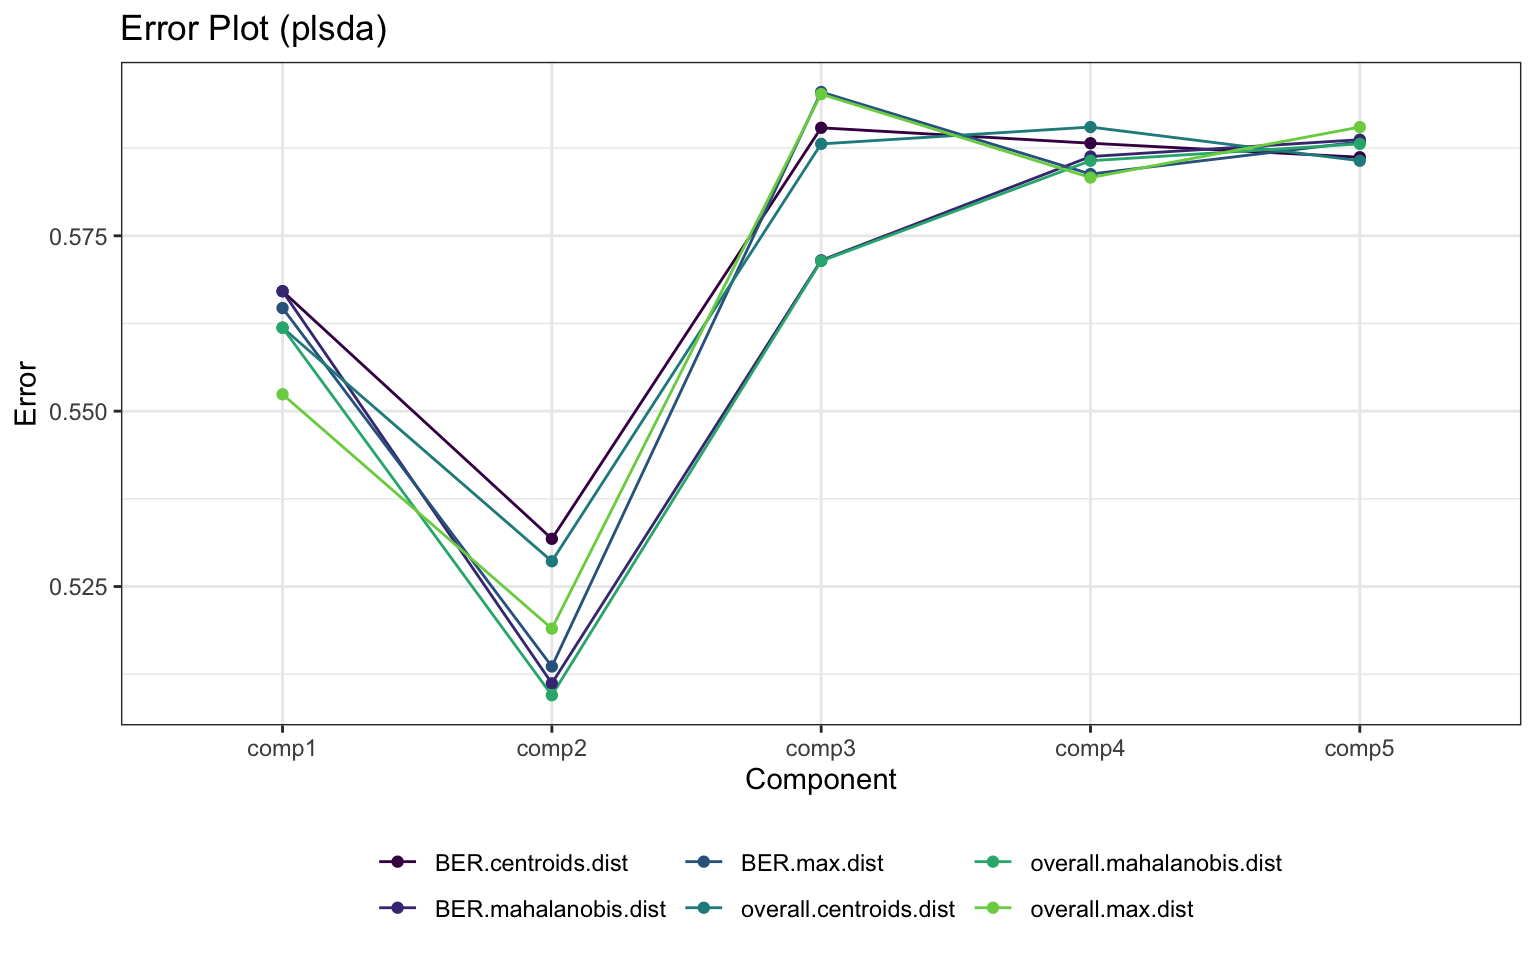 Error Plot (plsda)
Error
0.575
0.550
0.525
comp1 comp2 comp3 comp4 comp5
Component
BER.centroids.dist BER.max.dist overall.mahalanobis.dist
BER.mahalanobis.dist overall.centroids.dist overall.max.dist